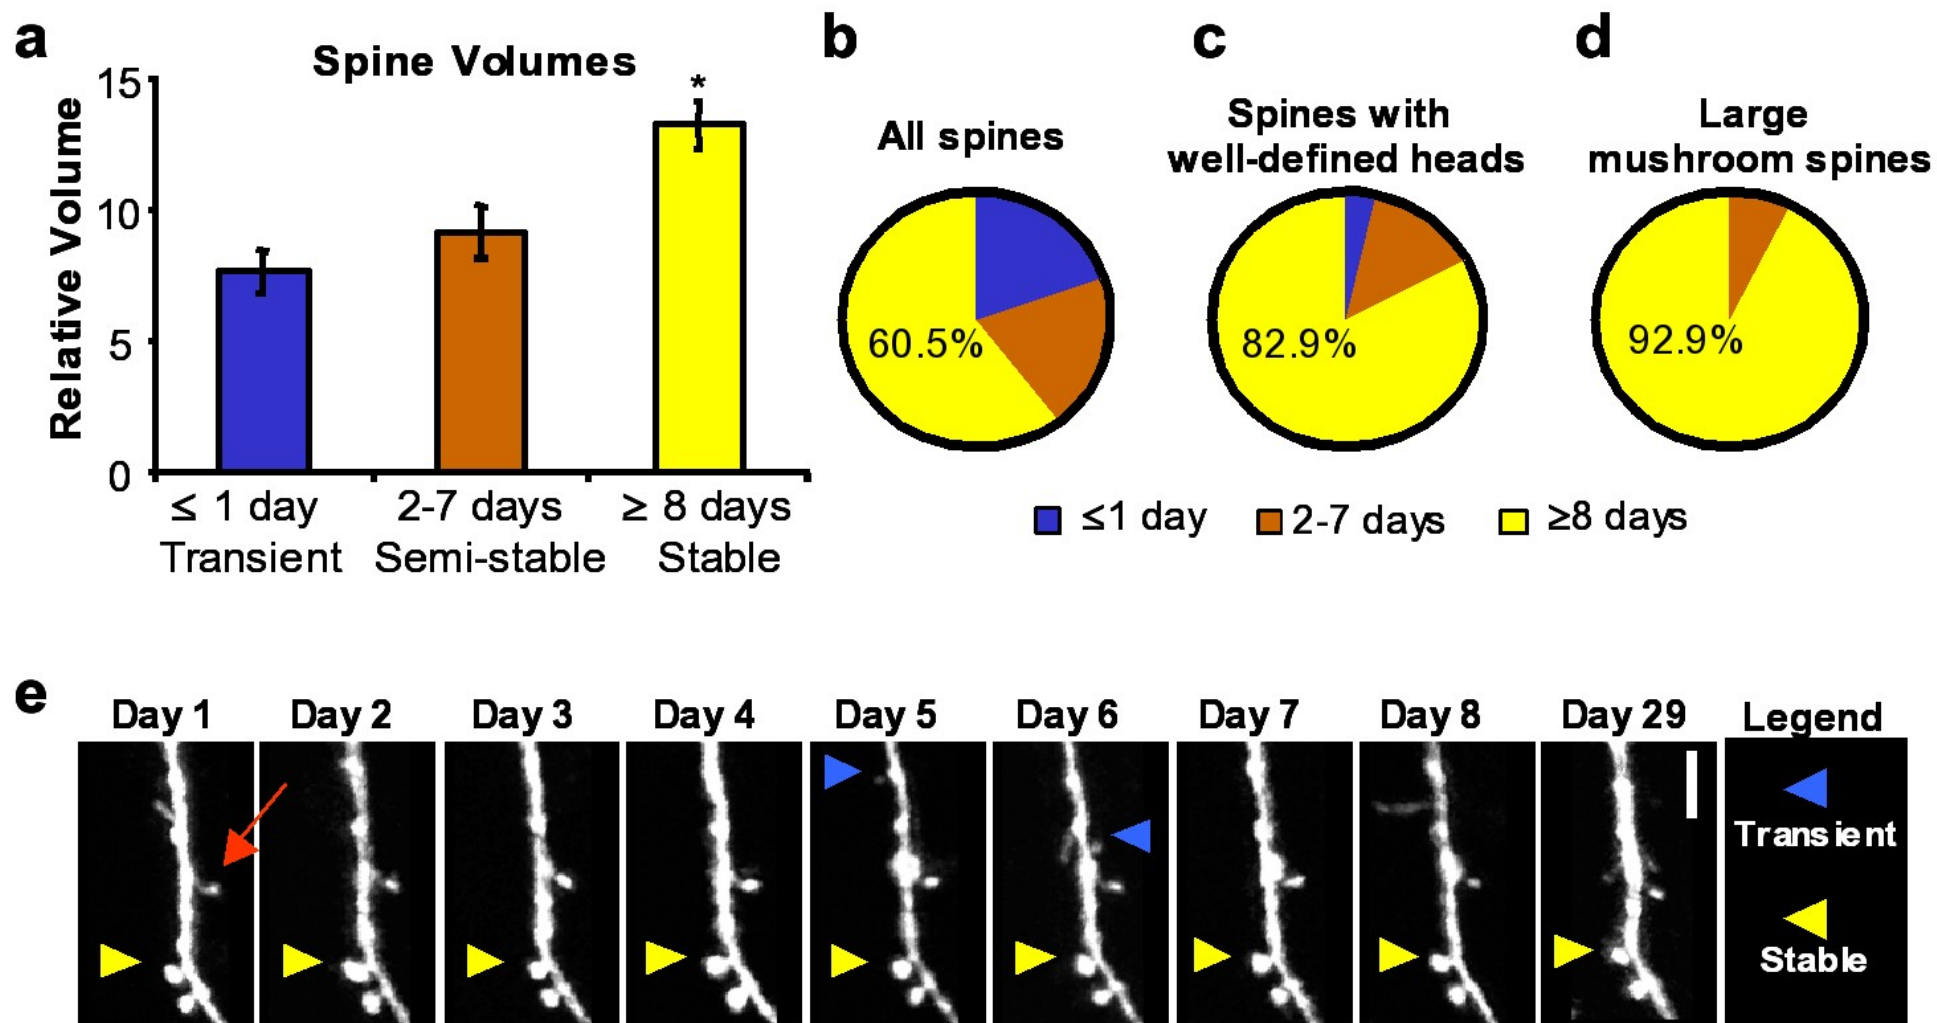 a
Spine Volumes
Relative Volume
15
10
5
0
*
≤ 1 day
Transient
2-7 days
Semi-stable
≥ 8 days
Stable
b
All spines
60.5%
c
Spines with
well-defined heads
82.9%
d
Large
mushroom spines
92.9%
≤1 day
2-7 days
≥8 days
e
Day 1
Day 2
Day 3
Day 4
Day 5
Day 6
Day 7
Day 8
Day 29
Legend
Transient
Stable